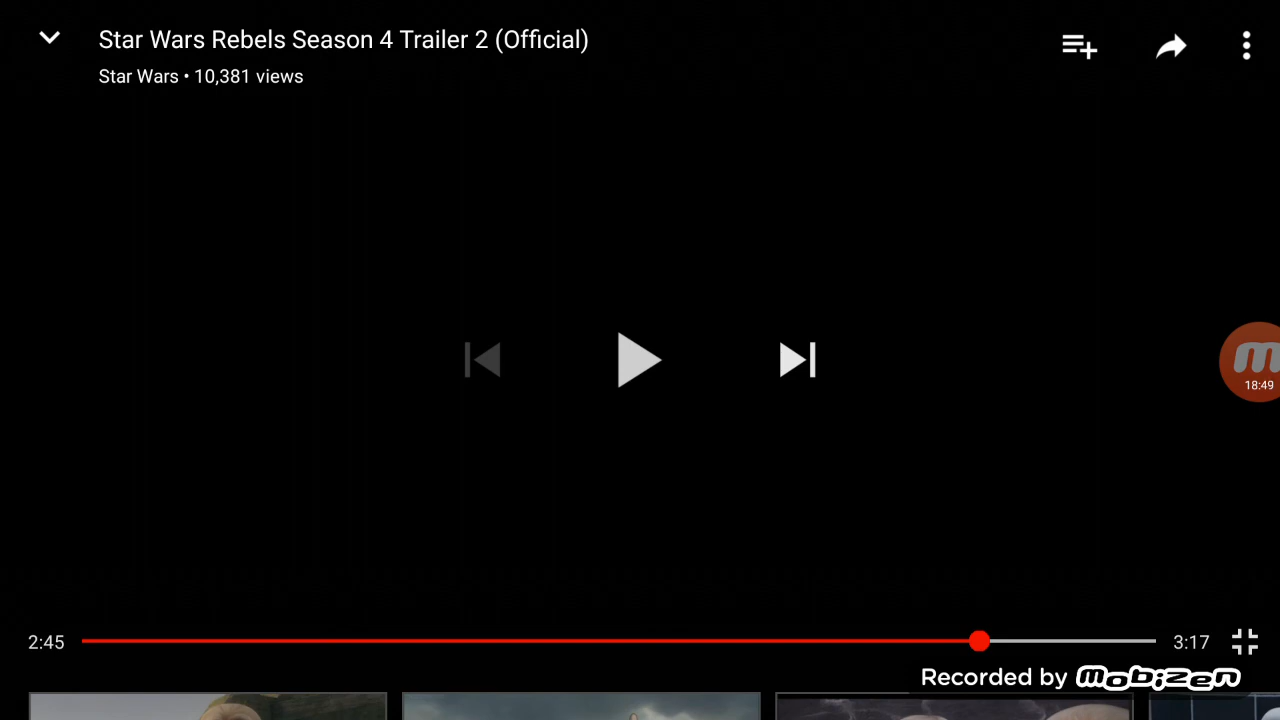 Star Wars Rebels Season 4 Trailer 2 (Official)
Star Wars • 10,381 views
18:49
2:45
3:17
Recorded by mobizen